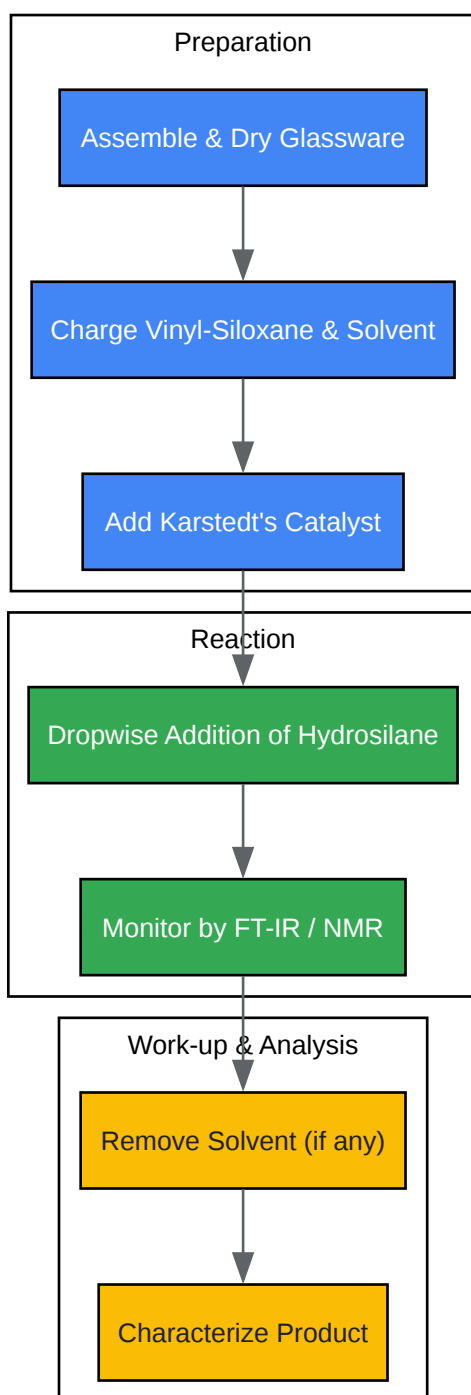 Preparation
Assemble & Dry Glassware
Charge Vinyl-Siloxane & Solvent
Add Karstedt's Catalyst
Reaction
Dropwise Addition of Hydrosilane
Monitor by FT-IR / NMR
Work-up & Analysis
Remove Solvent (if any)
Characterize Product